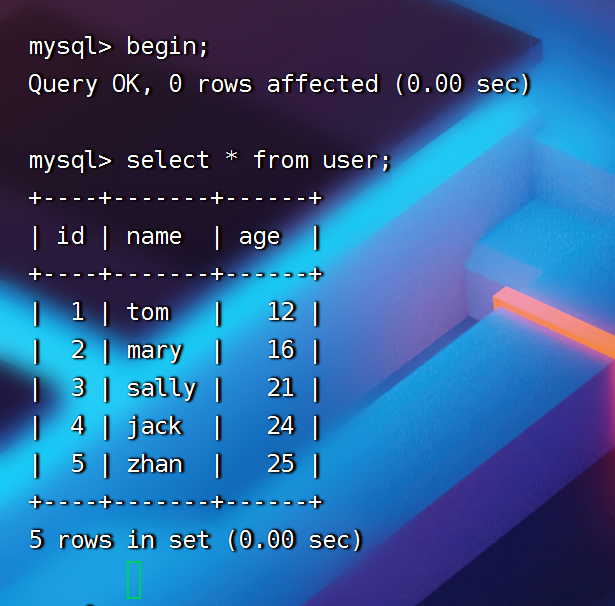 mysql> begin;
Query OK, 0 rows affected (0.00 sec)

mysql> select * from user;
+----+-------+------+
| id | name  | age  |
+----+-------+------+
|  1 | tom   |   12 |
|  2 | mary  |   16 |
|  3 | sally |   21 |
|  4 | jack  |   24 |
|  5 | zhan  |   25 |
+----+-------+------+
5 rows in set (0.00 sec)